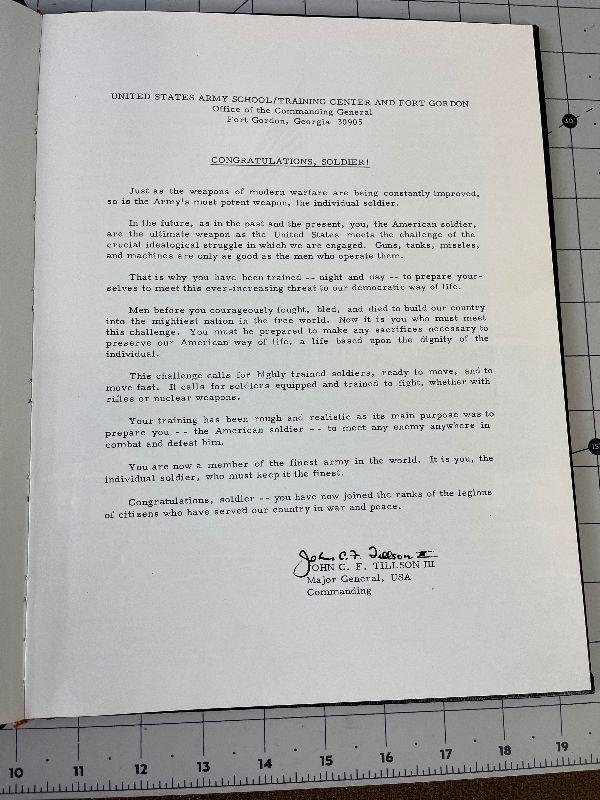 UNITED STATES ARMY SCHOOL/TRAINING CENTER AND FORT GORDON
Office of the Commanding General
Fort Gordon, Georgia 30905
CONGRATULATIONS, SOLDIER!
Just as the weapons of modern warfare are being constantly improved,
so is the Army's most potent weapon, the individual soldier.
In the future, as in the past and the present, you, the American soldier,
are the ultimate weapon as the United States meets the challenge of the
crucial idealogical struggle in which we are engaged. Guns, tanks, missles,
and machines are only as good as the men who operate them.
That is why you have been trained -- night and day -- to prepare your-
selves to meet this ever-increasing threat to our democratic way of life.
Men before you courageously fought, bled, and died to build our country
into the mightiest nation in the free world. Now it is you who must meet
this challenge. You must be prepared to make any sacrifices necessary to
preserve our American way of life, a life based upon the dignity of the
individual.
This challenge calls for highly trained soldiers, ready to move, and to
move fast. It calls for soldiers equipped and trained to fight, whether with
rifles or nuclear weapons.
Your training has been rough and realistic as its main purpose was to
prepare you -- the American soldier -- to meet any enemy anywhere in
combat and defeat him.
You are now a member of the finest army in the world. It is you, the
individual soldier, who must keep it the finest.
Congratulations, soldier -- you have now joined the ranks of the legions
of citizens who have served our country in war and peace.
John C. F. Tillson III
JOHN C. F. TILLSON III
Major General, USA
Commanding
10
15
10 11 12 13 14 15 16 17 18 19